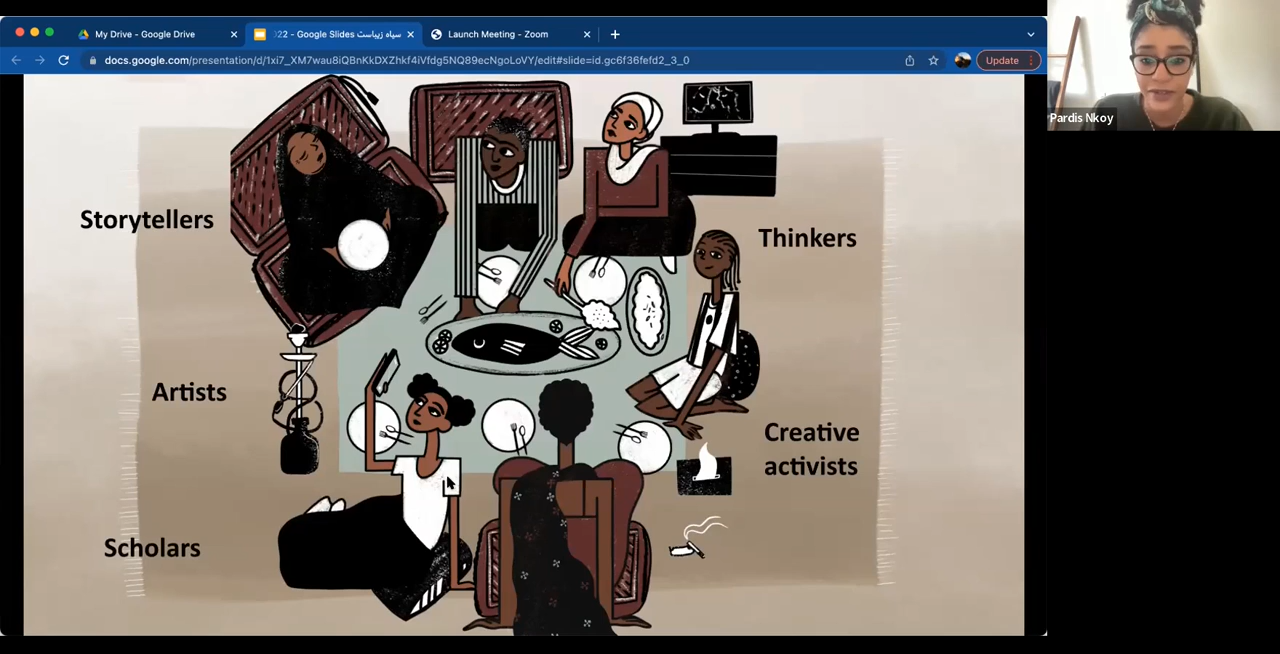 My Drive - Google Drive
سیاه زیباست 022 - Google Slides
Launch Meeting - Zoom
docs.google.com/presentation/d/1xi7_XM7wau8iQBnKkDXZhkf4iVfdg5NQ89ecNgoLoVY/edit#slide=id.gc6f36fefd2_3_0
Update
Pardis Nkoy
Storytellers
Thinkers
Artists
Creative
activists
Scholars